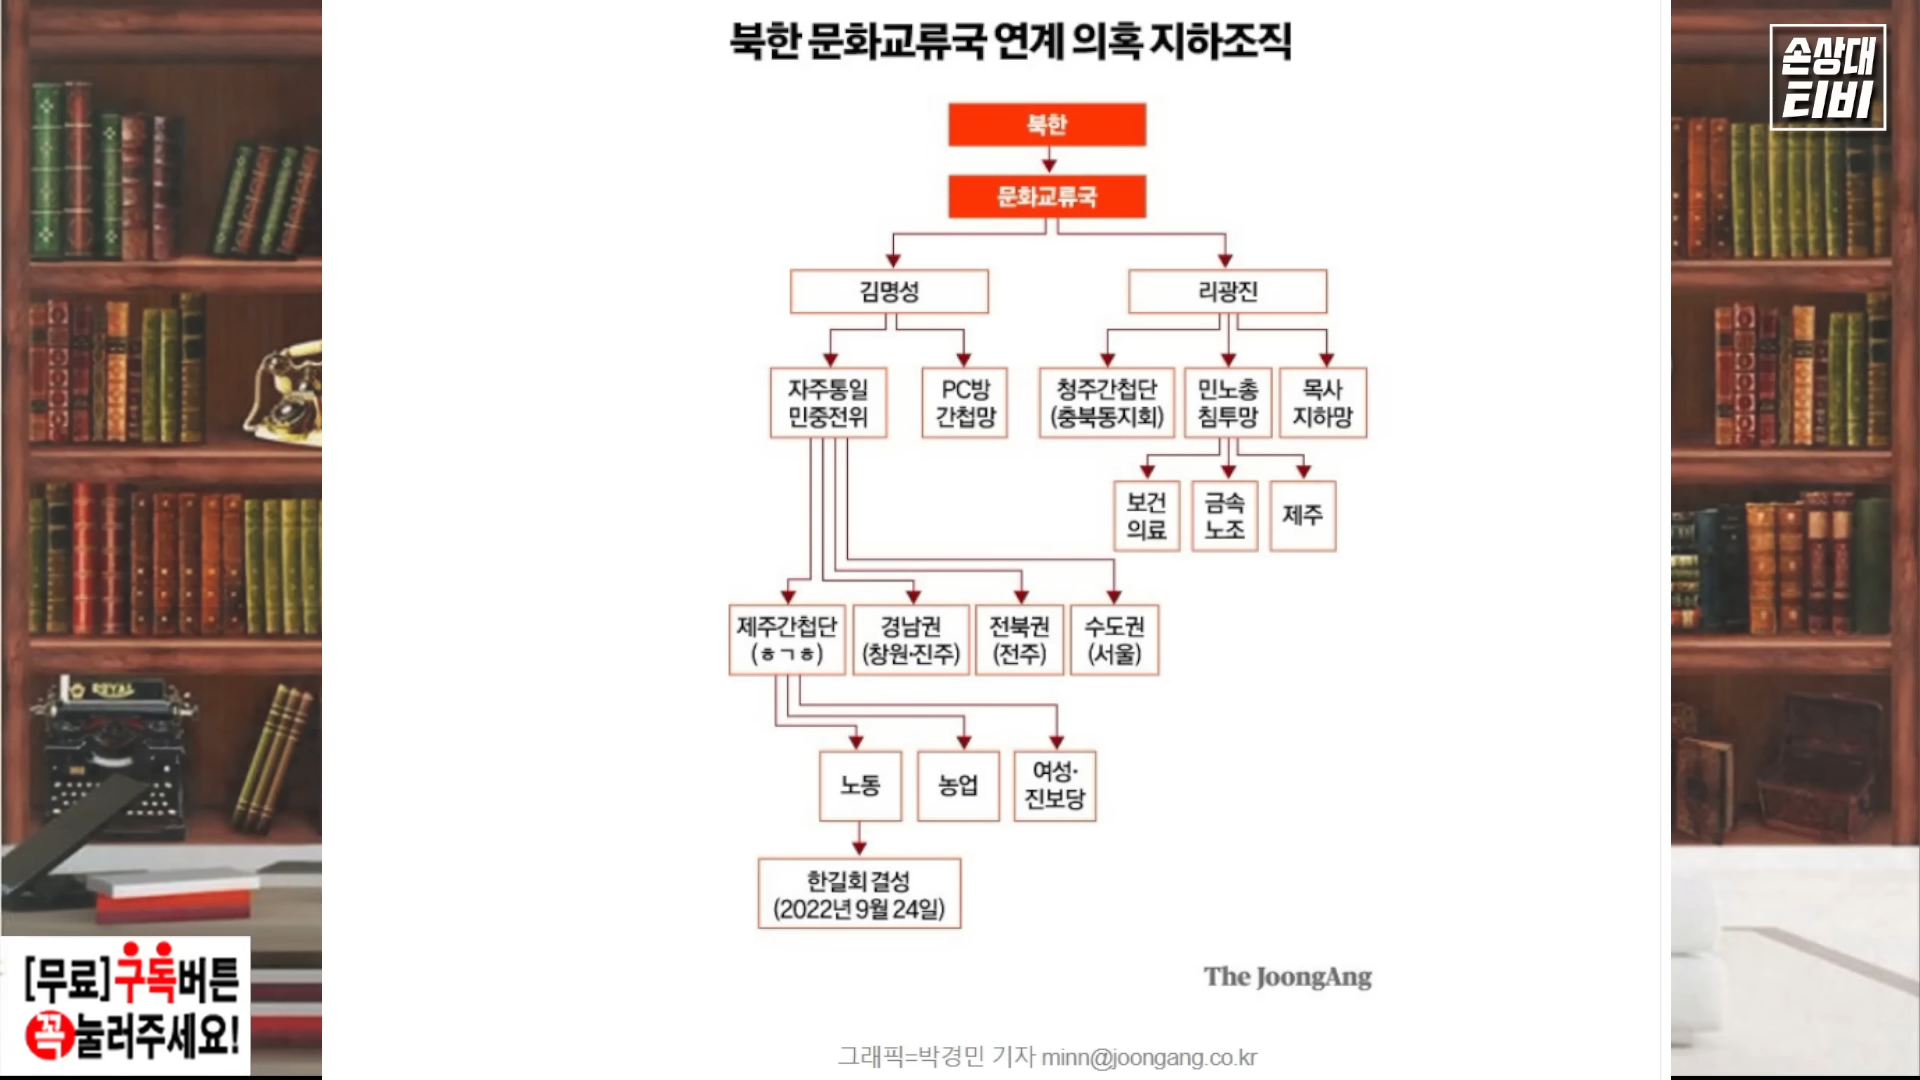 북한 문화교류국 연계 의혹 지하조직
손상대
티비
북한
문화교류국
김명성
리광진
자주통일
민중전위
PC방
간첩망
청주간첩단
(충북동지회)
민노총
침투망
목사
지하망
보건
의료
금속
노조
제주
제주간첩단
(ㅎㄱㅎ)
경남권
(창원·진주)
전북권
(전주)
수도권
(서울)
노동
농업
여성·
진보당
한길회 결성
(2022년 9월 24일)
The JoongAng
그래픽=박경민 기자 minn@joongang.co.kr
ROYAL
[무료]구독버튼
꼭눌러주세요!